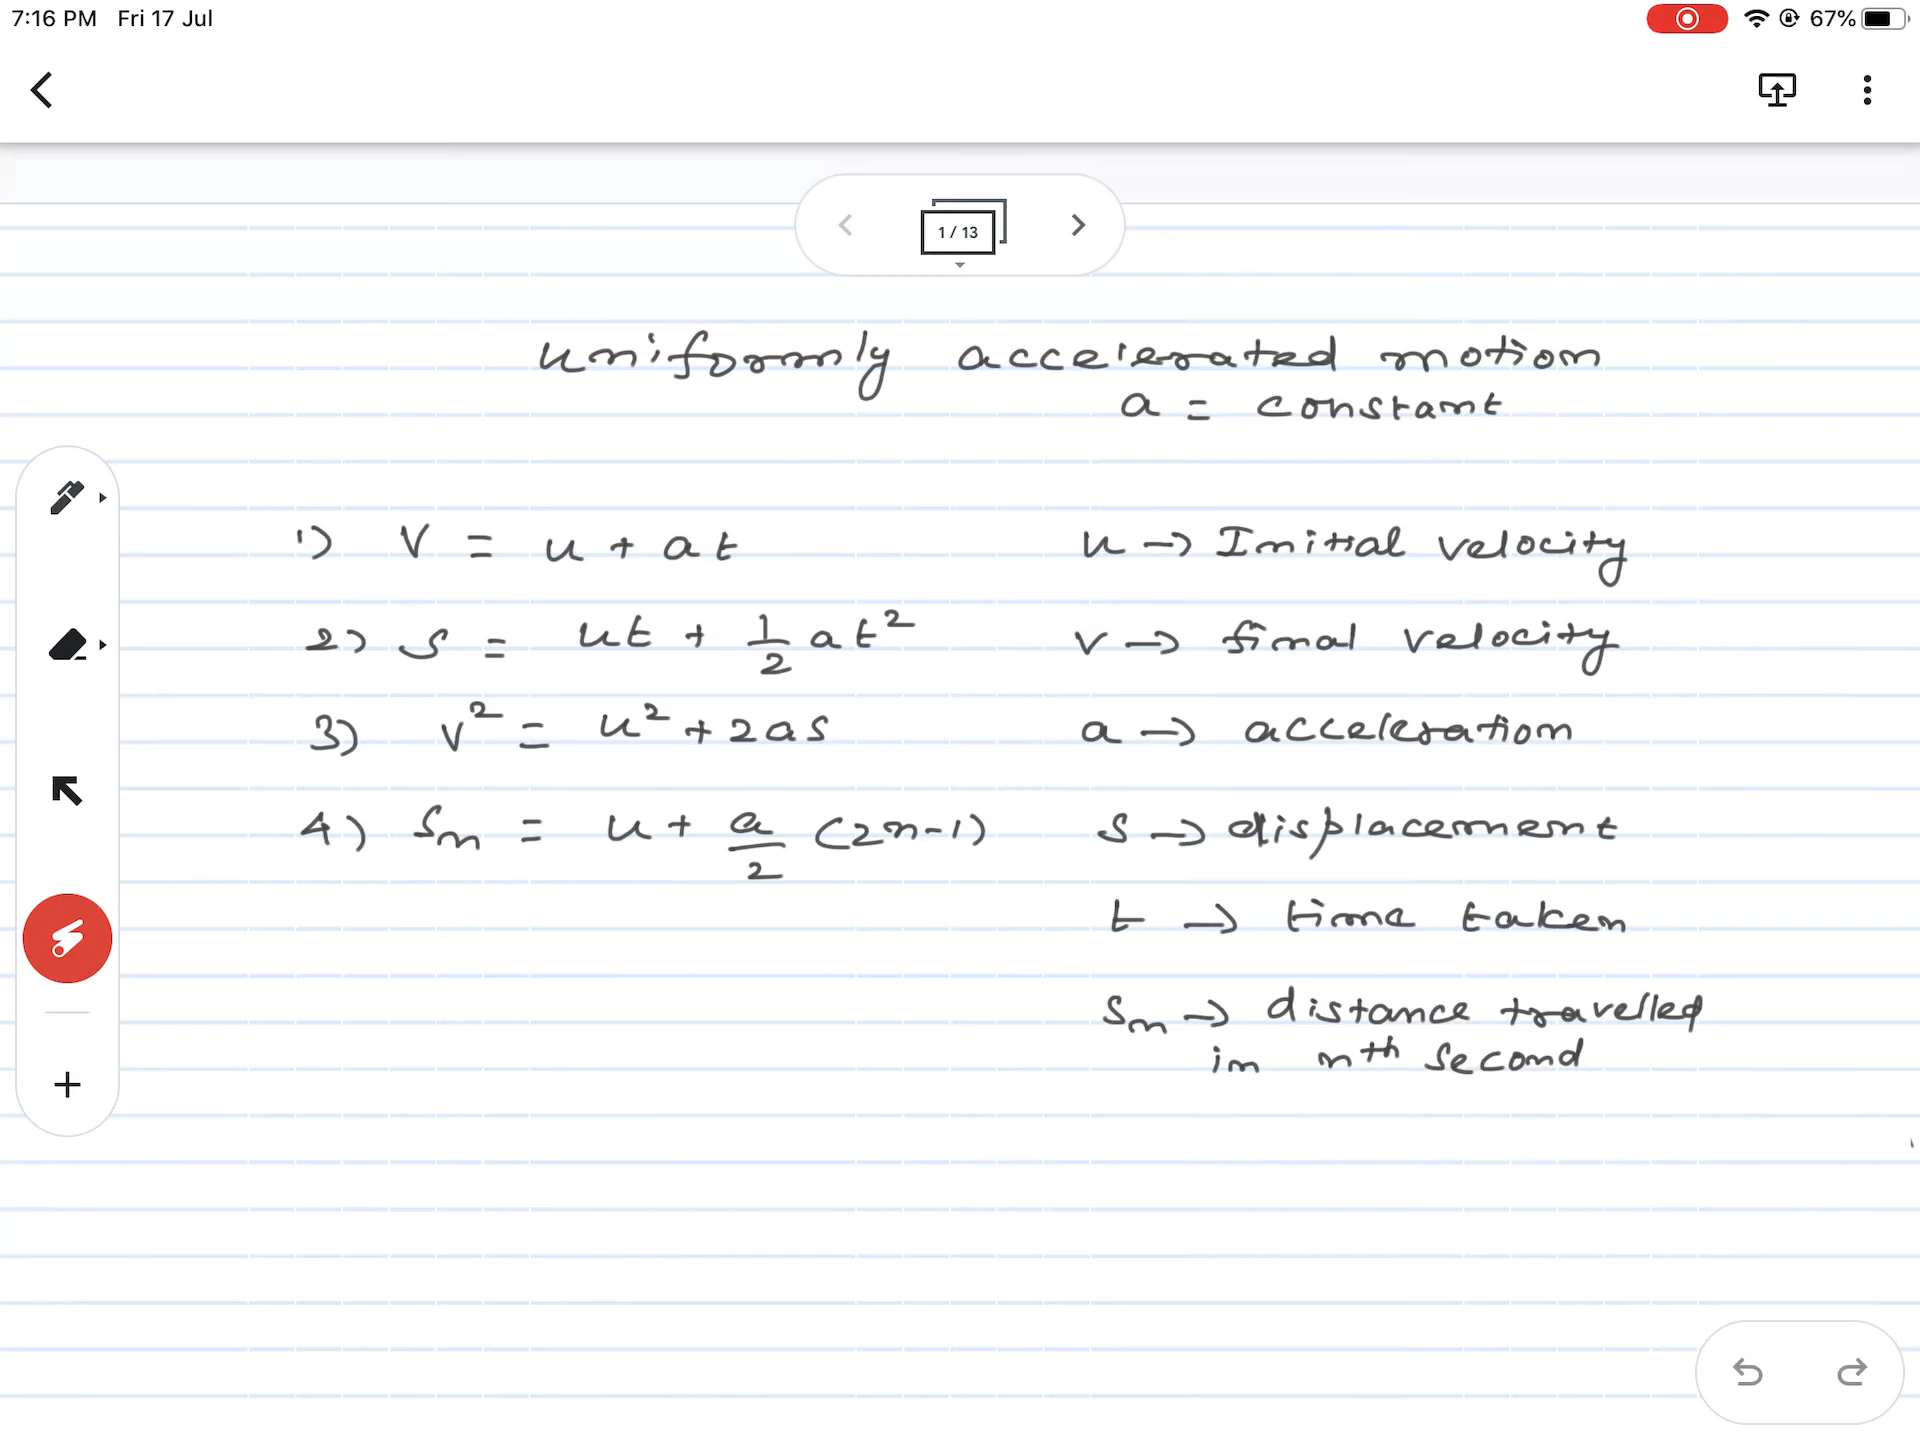 7:16 PM Fri 17 Jul
67%
1 / 13
uniformly accelerated motion
a = constant
1) v = u + at
u → Initial velocity
2) s = ut + 1/2 at²
v → final velocity
3) v² = u² + 2as
a → acceleration
4) Sn = u + a/2 (2n-1)
s → displacement
t → time taken
Sn → distance travelled
in nth second